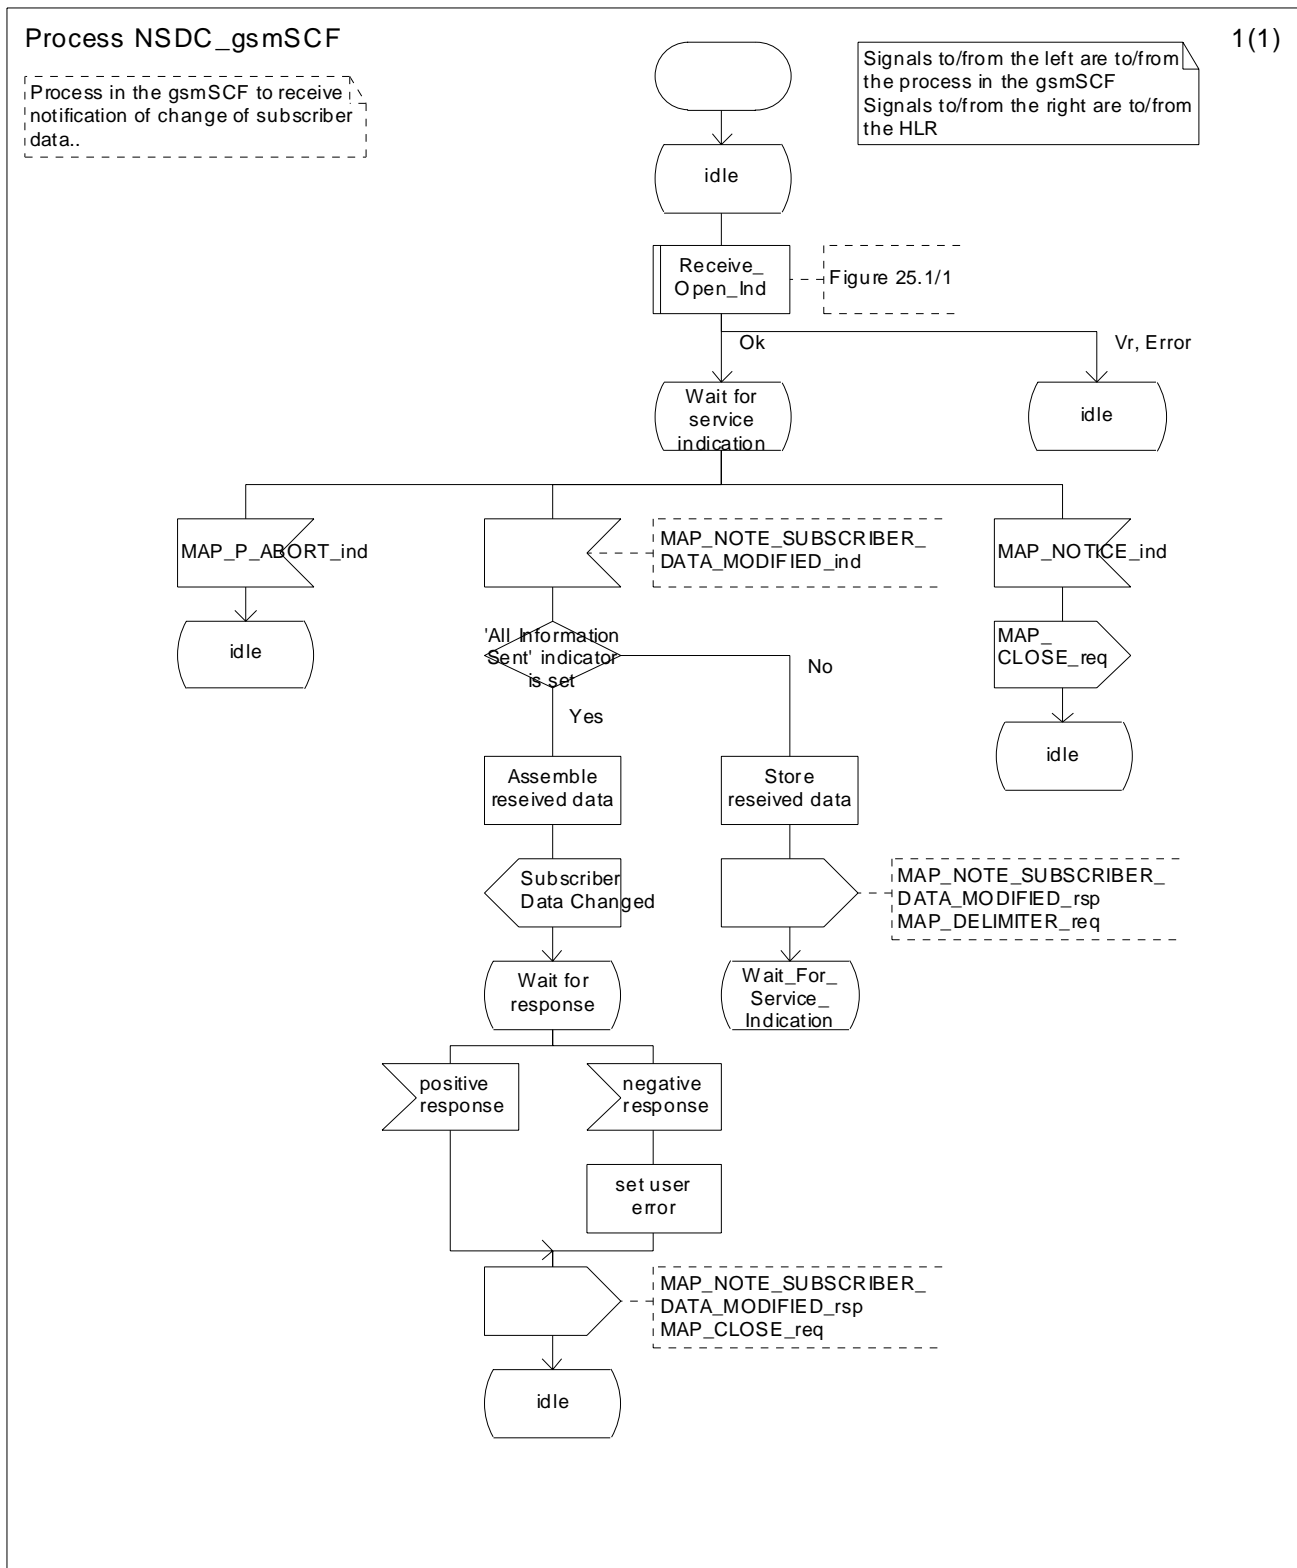 Process NSDC_gsmSCF
1(1)
Process in the gsmSCF to receive
notification of change of subscriber
data..
Signals to/from the left are to/from
the process in the gsmSCF
Signals to/from the right are to/from
the HLR
idle
Receive_
Open_Ind
Figure 25.1/1
Ok
Vr, Error
Wait for
service
indication
idle
MAP_P_ABORT_ind
MAP_NOTE_SUBSCRIBER_
DATA_MODIFIED_ind
MAP_NOTICE_ind
idle
'All Information
Sent' indicator
is set
No
MAP_
CLOSE_req
Yes
idle
Assemble
reseived data
Store
reseived data
Subscriber
Data Changed
MAP_NOTE_SUBSCRIBER_
DATA_MODIFIED_rsp
MAP_DELIMITER_req
Wait for
response
Wait_For_
Service_
Indication
positive
response
negative
response
set user
error
MAP_NOTE_SUBSCRIBER_
DATA_MODIFIED_rsp
MAP_CLOSE_req
idle